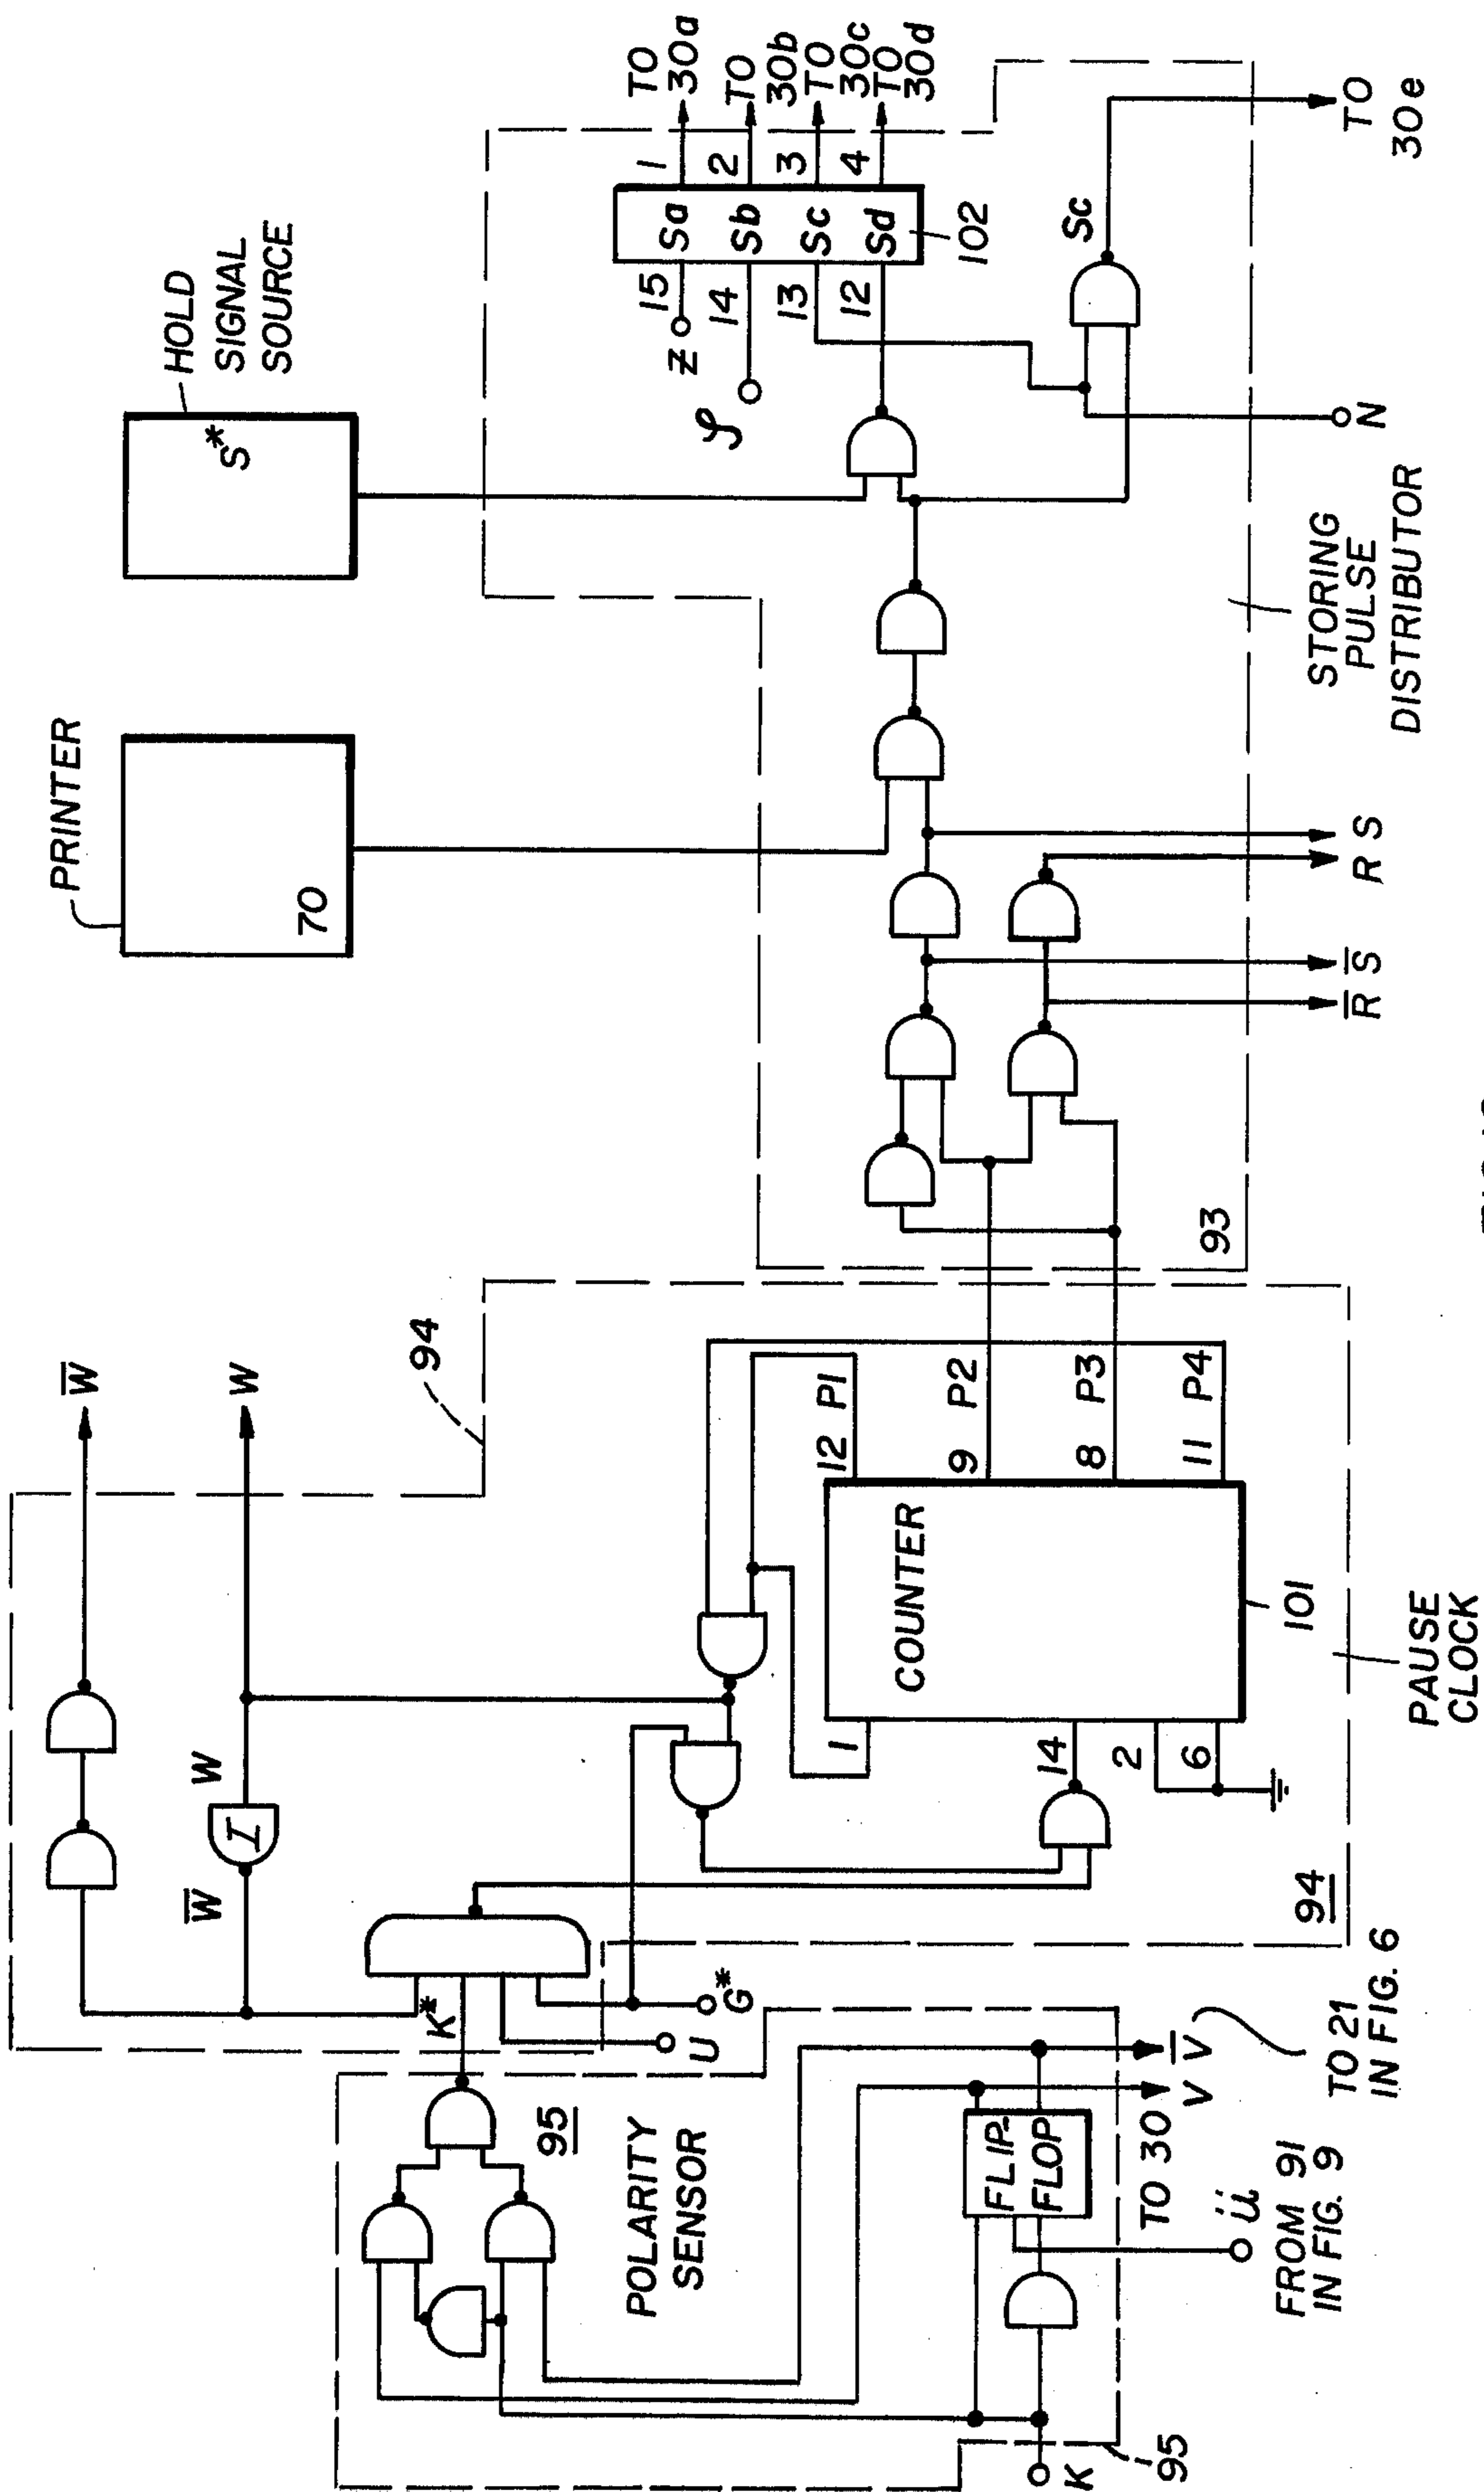 PRINTER
70
HOLD
SIGNAL
SOURCE
S*
W̅
W
94
W̅
W
I
K*
U
G*
95
POLARITY
SENSOR
FLIP-
FLOP
K
95
ü
FROM 91
IN FIG. 9
TO 30
V
V̅
TO 21
IN FIG. 6
94
COUNTER
1
14
2
6
12 P1
9 P2
8 P3
11 P4
101
PAUSE
CLOCK
93
R̅
S̅
R
S
STORING
PULSE
DISTRIBUTOR
Z
15
14
13
12
Sa
Sb
Sc
Sd
1
2
3
4
102
TO
30a
TO
30b
TO
30c
TO
30d
Sc
N
TO
30e